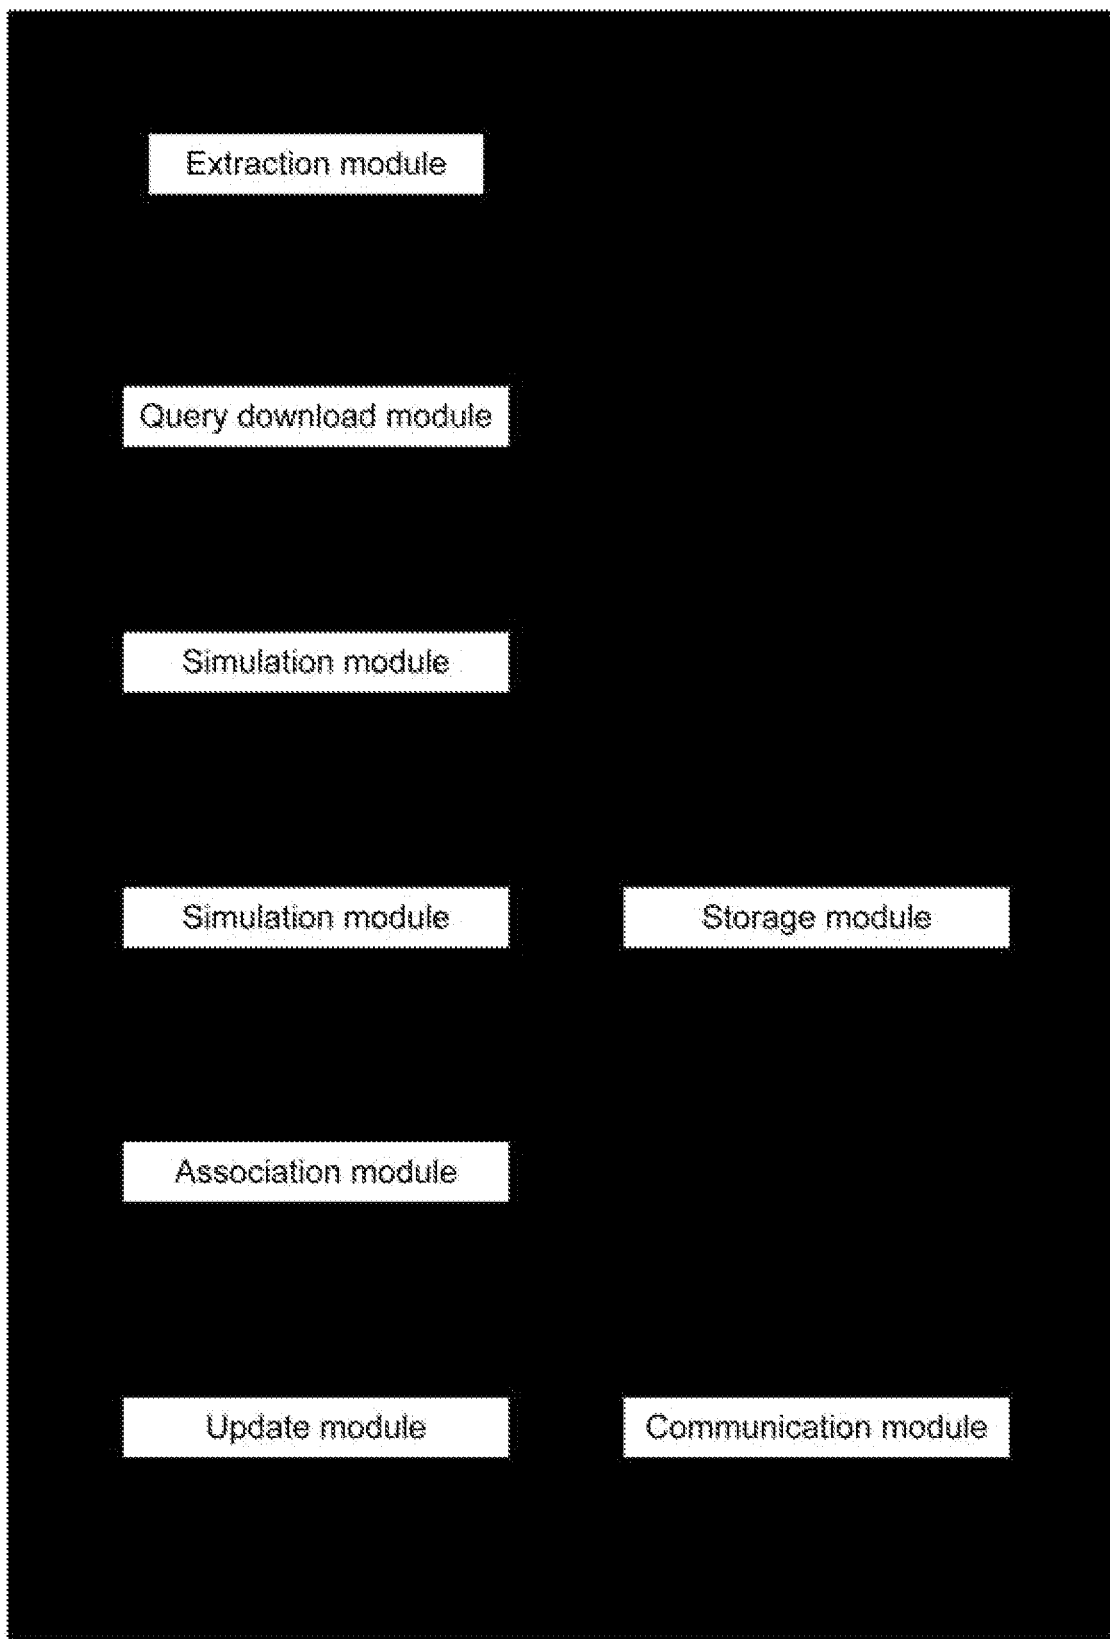 Extraction module
Query download module
Simulation module
Simulation module
Storage module
Association module
Update module
Communication module